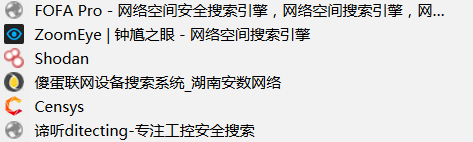 FOFA Pro - 网络空间安全搜索引擎，网络空间搜索引擎，网...
ZoomEye | 钟馗之眼 - 网络空间搜索引擎
Shodan
傻蛋联网设备搜索系统_湖南安数网络
Censys
谛听ditecting-专注工控安全搜索